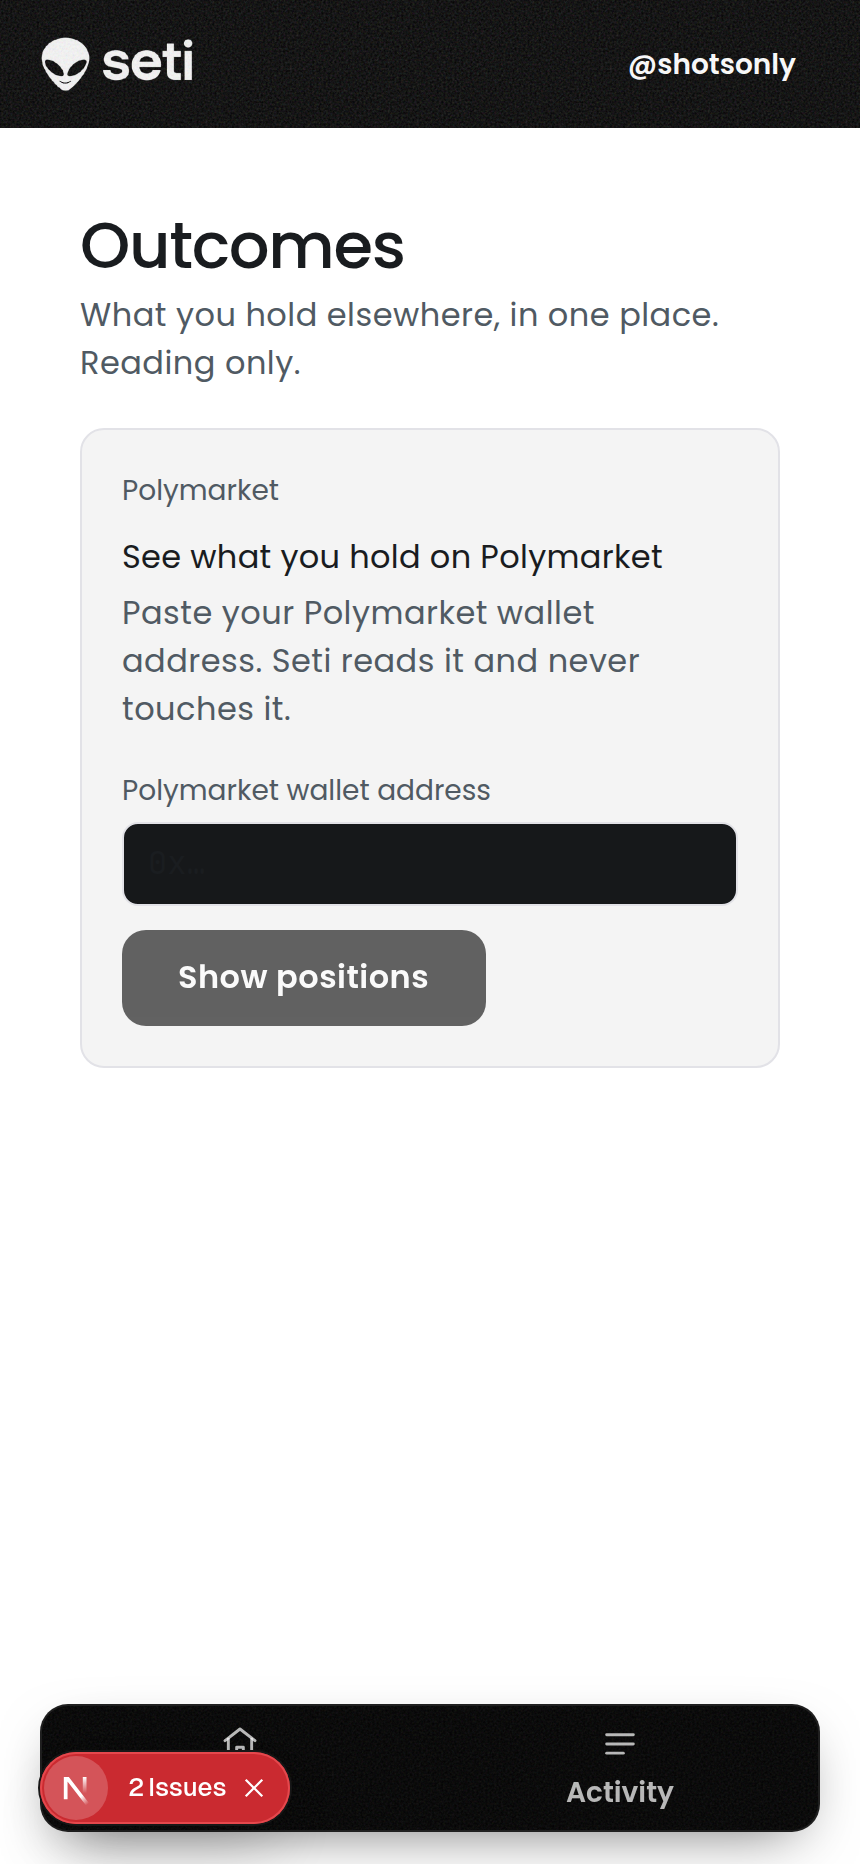 seti
@shotsonly
Outcomes
What you hold elsewhere, in one place.
Reading only.
Polymarket
See what you hold on Polymarket
Paste your Polymarket wallet
address. Seti reads it and never
touches it.
Polymarket wallet address
0x…
Show positions
N
2 Issues
Activity